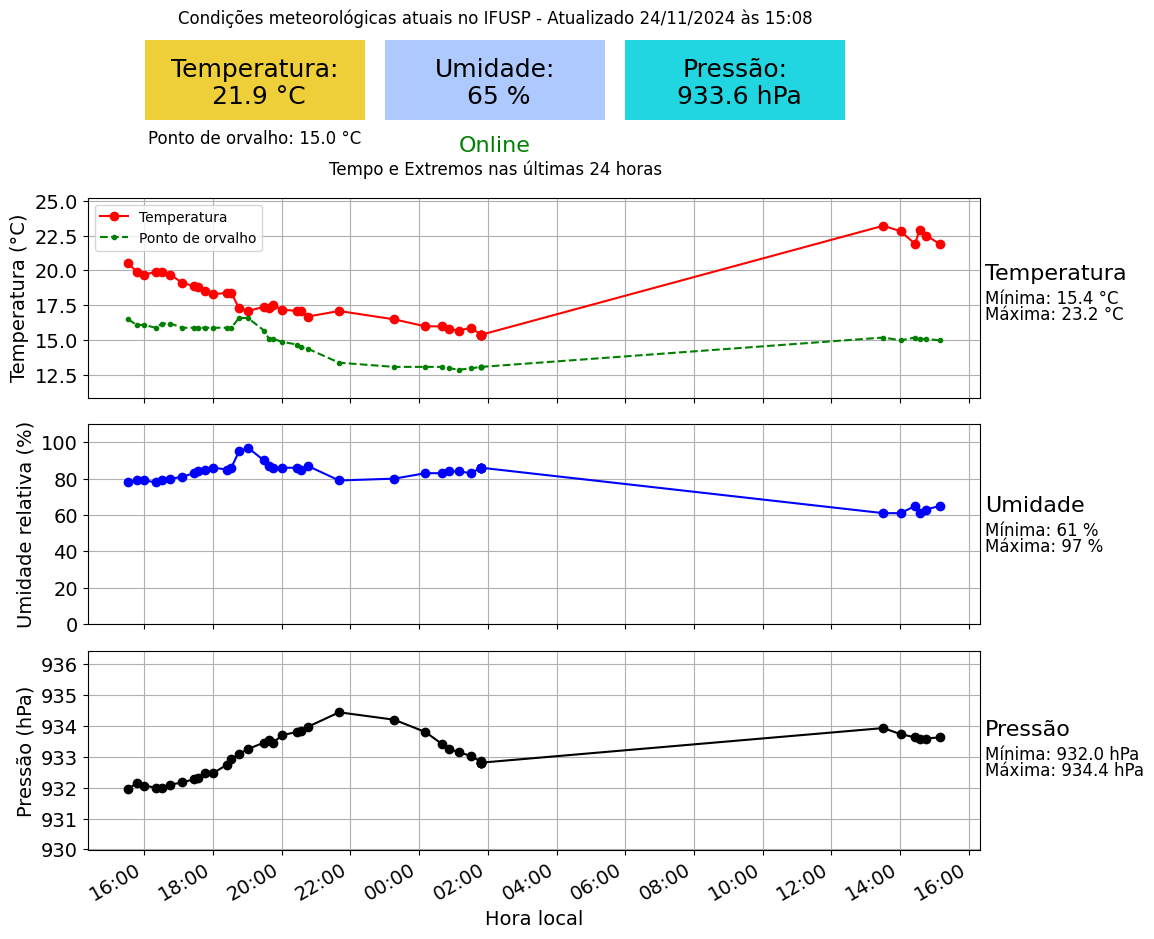 Condições meteorológicas atuais no IFUSP - Atualizado 24/11/2024 às 15:08
Temperatura:
21.9 °C
Umidade:
65 %
Pressão:
933.6 hPa
Ponto de orvalho: 15.0 °C
Online
Tempo e Extremos nas últimas 24 horas
Temperatura (°C)
25.0
22.5
20.0
17.5
15.0
12.5
Temperatura
Ponto de orvalho
Temperatura
Mínima: 15.4 °C
Máxima: 23.2 °C
Umidade relativa (%)
100
80
60
40
20
0
Umidade
Mínima: 61 %
Máxima: 97 %
Pressão (hPa)
936
935
934
933
932
931
930
Pressão
Mínima: 932.0 hPa
Máxima: 934.4 hPa
16:00 18:00 20:00 22:00 00:00 02:00 04:00 06:00 08:00 10:00 12:00 14:00 16:00
Hora local